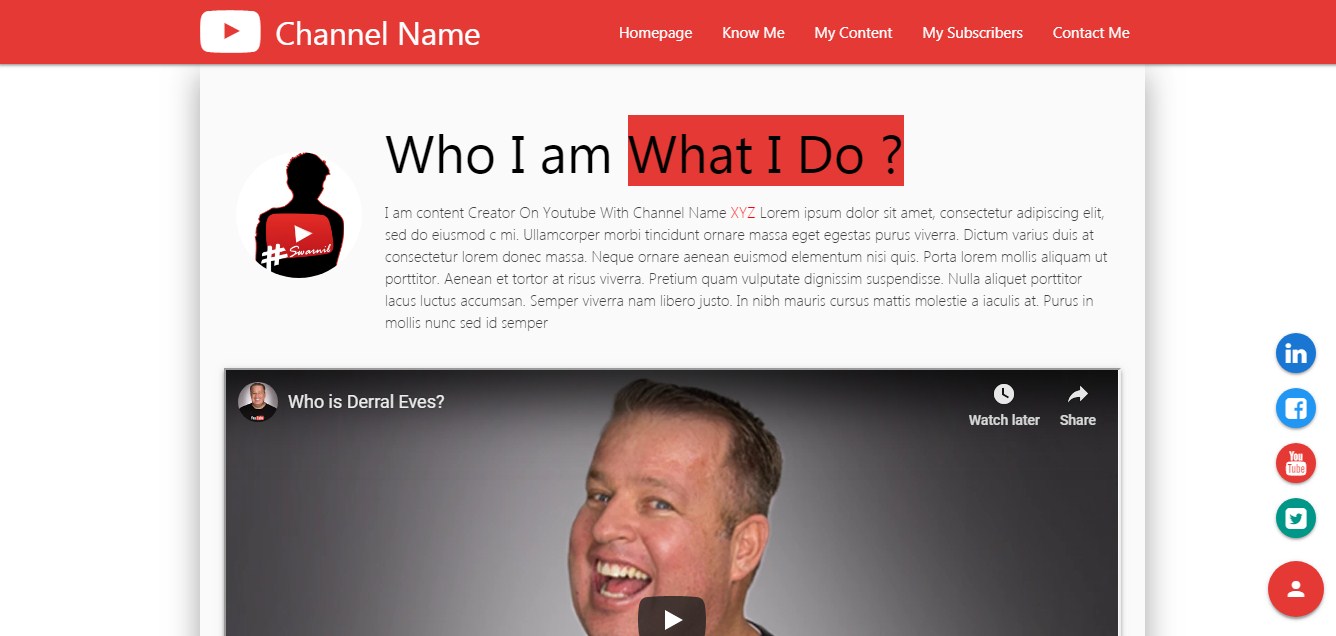 Channel Name
Homepage
Know Me
My Content
My Subscribers
Contact Me
Who I am What I Do ?
I am content Creator On Youtube With Channel Name XYZ Lorem ipsum dolor sit amet, consectetur adipiscing elit,
sed do eiusmod c mi. Ullamcorper morbi tincidunt ornare massa eget egestas purus viverra. Dictum varius duis at
consectetur lorem donec massa. Neque ornare aenean euismod elementum nisi quis. Porta lorem mollis aliquam ut
porttitor. Aenean et tortor at risus viverra. Pretium quam vulputate dignissim suspendisse. Nulla aliquet porttitor
lacus luctus accumsan. Semper viverra nam libero justo. In nibh mauris cursus mattis molestie a iaculis at. Purus in
mollis nunc sed id semper
#Swarnil
Who is Derral Eves?
Watch later
Share
in
You
Tube